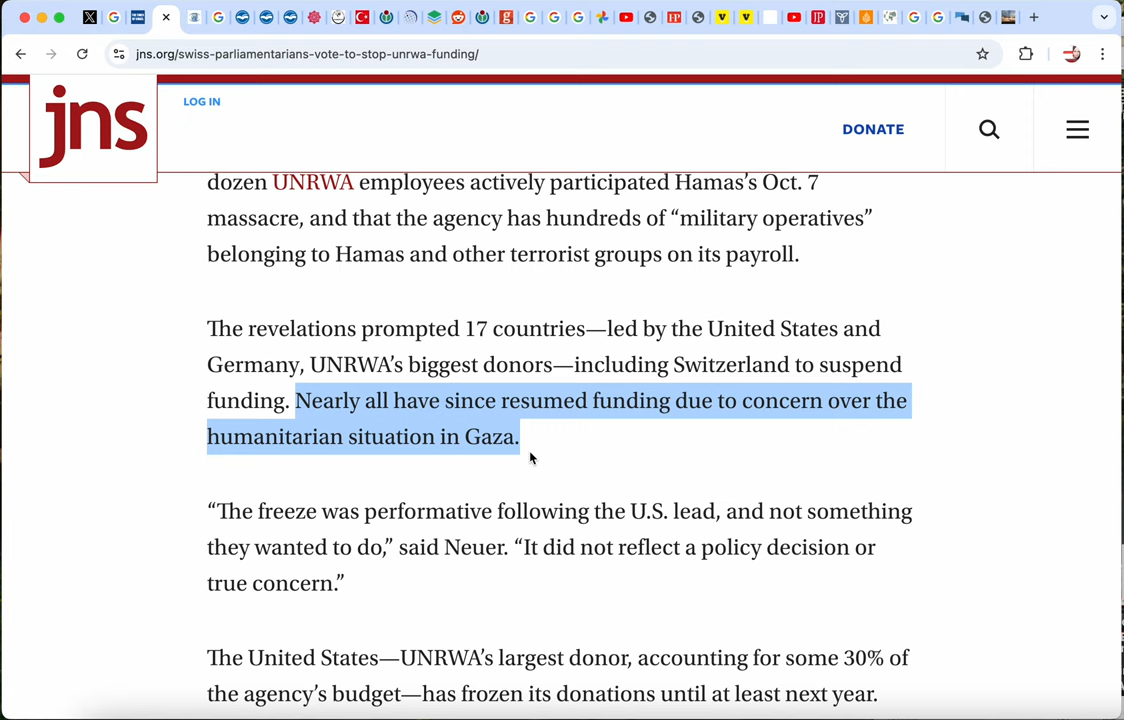 jns.org/swiss-parliamentarians-vote-to-stop-unrwa-funding/
jns
LOG IN
DONATE
dozen UNRWA employees actively participated Hamas’s Oct. 7
massacre, and that the agency has hundreds of “military operatives”
belonging to Hamas and other terrorist groups on its payroll.
The revelations prompted 17 countries—led by the United States and
Germany, UNRWA’s biggest donors—including Switzerland to suspend
funding. Nearly all have since resumed funding due to concern over the
humanitarian situation in Gaza.
“The freeze was performative following the U.S. lead, and not something
they wanted to do,” said Neuer. “It did not reflect a policy decision or
true concern.”
The United States—UNRWA’s largest donor, accounting for some 30% of
the agency’s budget—has frozen its donations until at least next year.